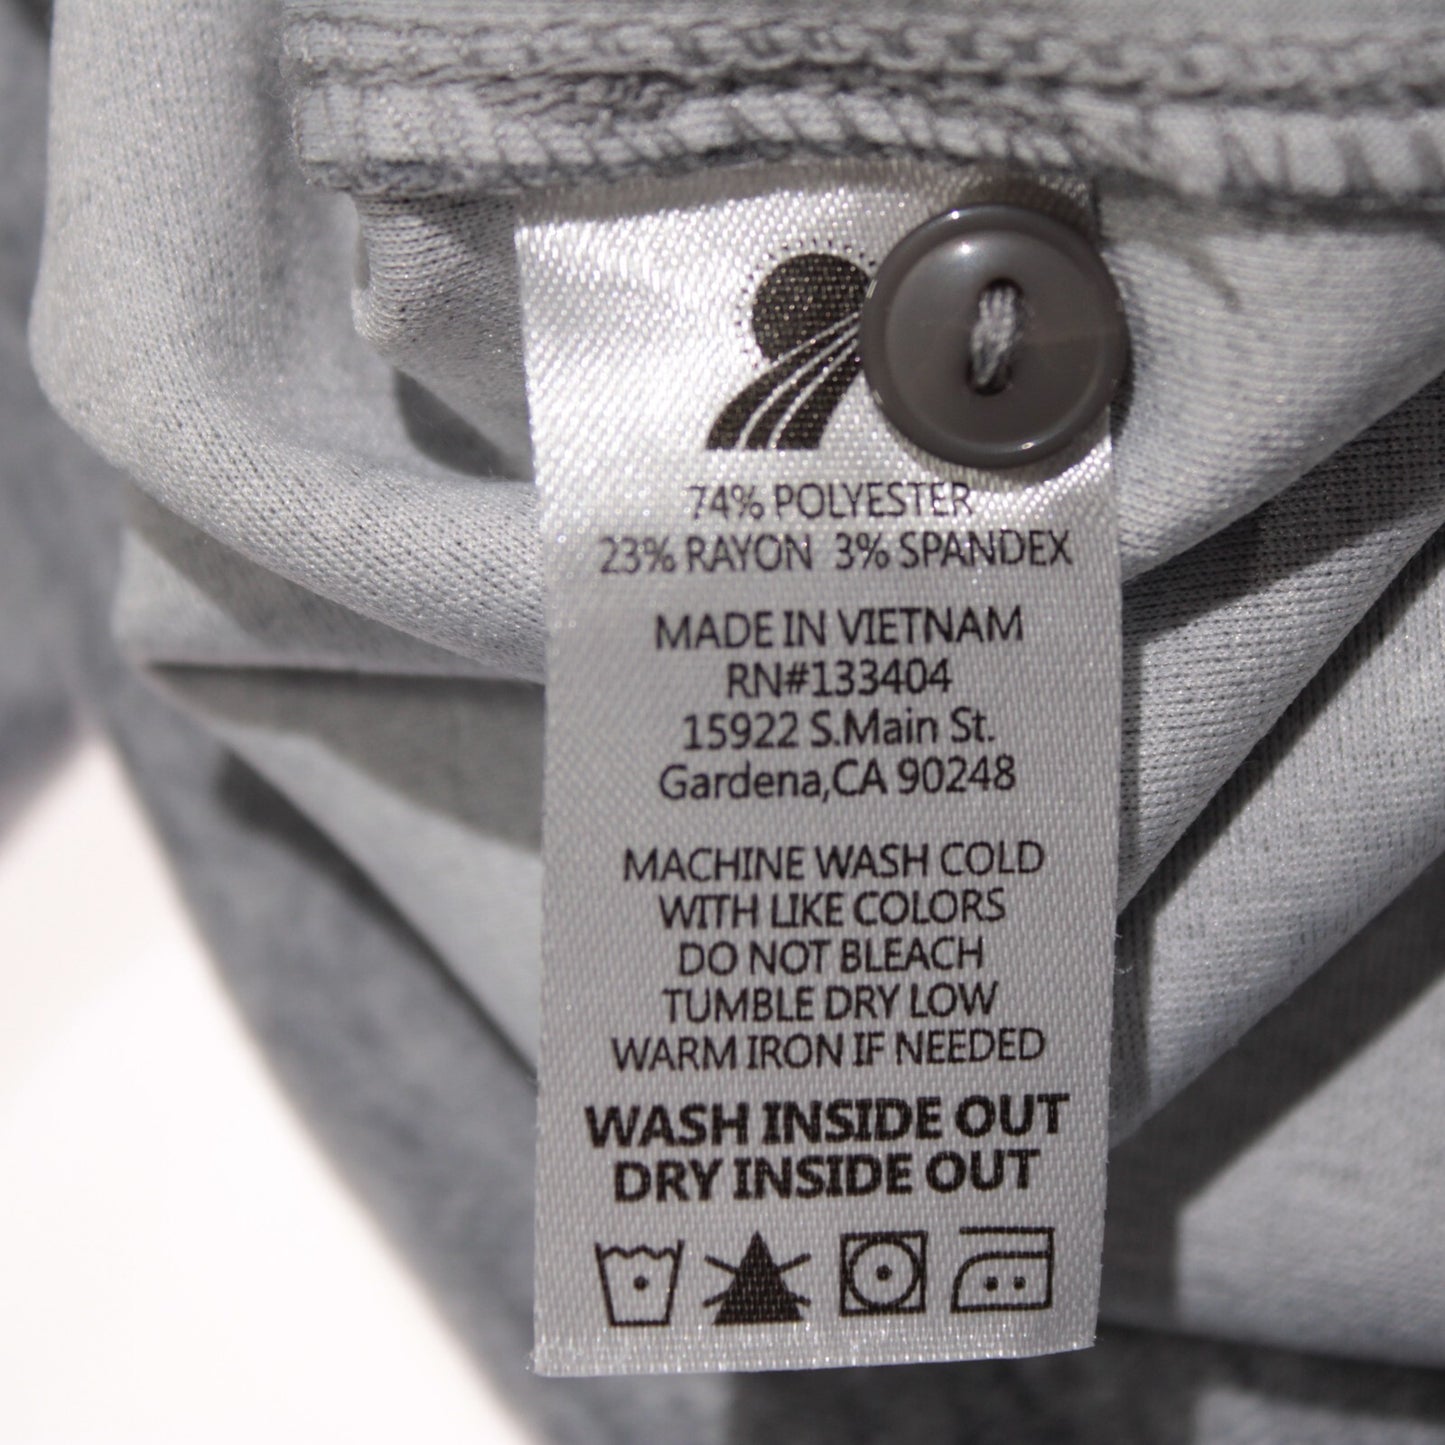 74% POLYESTER
23% RAYON 3% SPANDEX
MADE IN VIETNAM
RN#133404
15922 S.Main St.
Gardena,CA 90248
MACHINE WASH COLD
WITH LIKE COLORS
DO NOT BLEACH
TUMBLE DRY LOW
WARM IRON IF NEEDED
WASH INSIDE OUT
DRY INSIDE OUT